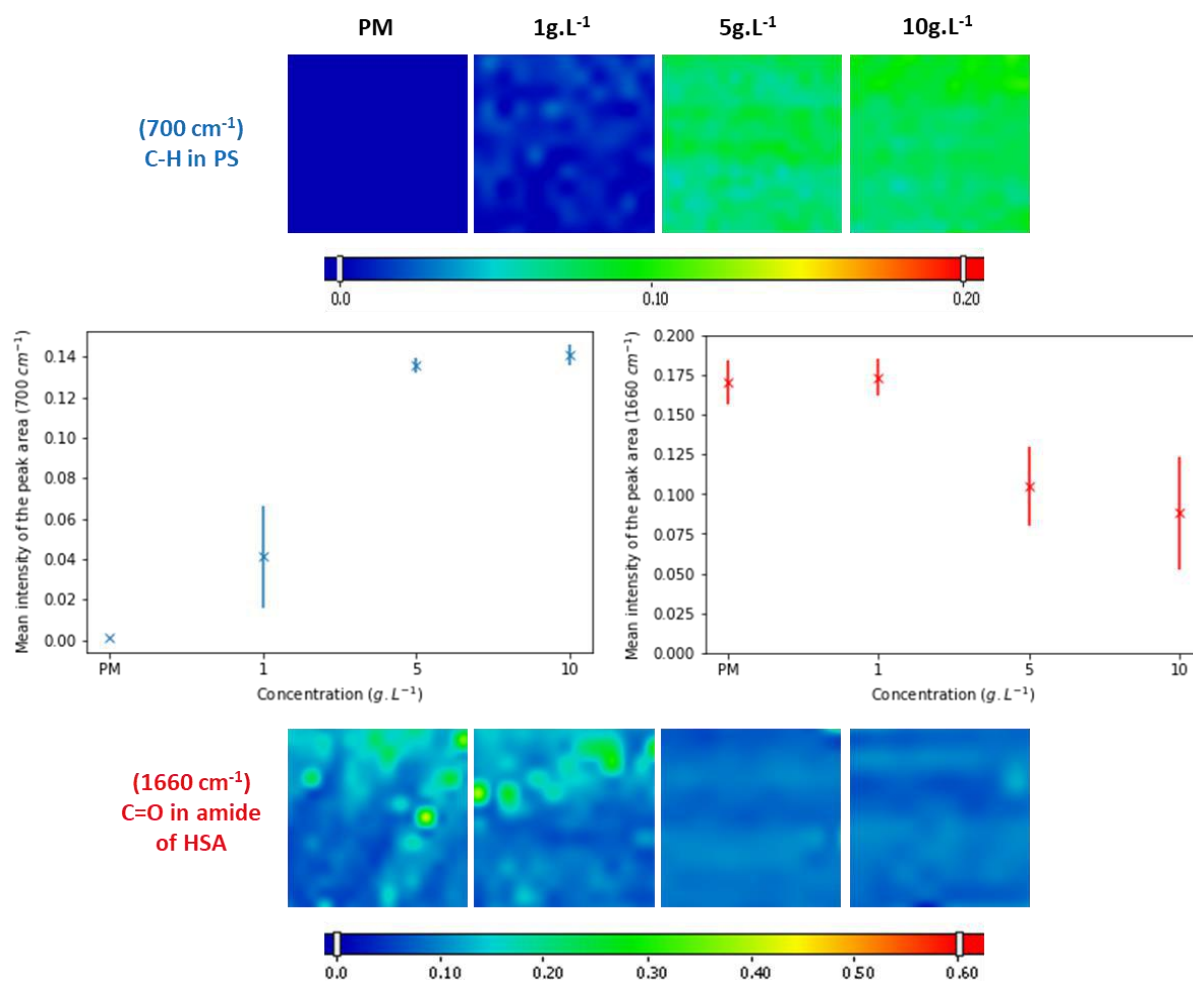 PM 1g.L⁻¹ 5g.L⁻¹ 10g.L⁻¹
(700 cm⁻¹)
C-H in PS
0.0 0.10 0.20
Mean intensity of the peak area (700 cm⁻¹)
0.14
0.12
0.10
0.08
0.06
0.04
0.02
0.00
PM 1 5 10
Concentration (g.L⁻¹)
Mean intensity of the peak area (1660 cm⁻¹)
0.200
0.175
0.150
0.125
0.100
0.075
0.050
0.025
0.000
PM 1 5 10
Concentration (g.L⁻¹)
(1660 cm⁻¹)
C=O in amide
of HSA
0.0 0.10 0.20 0.30 0.40 0.50 0.60